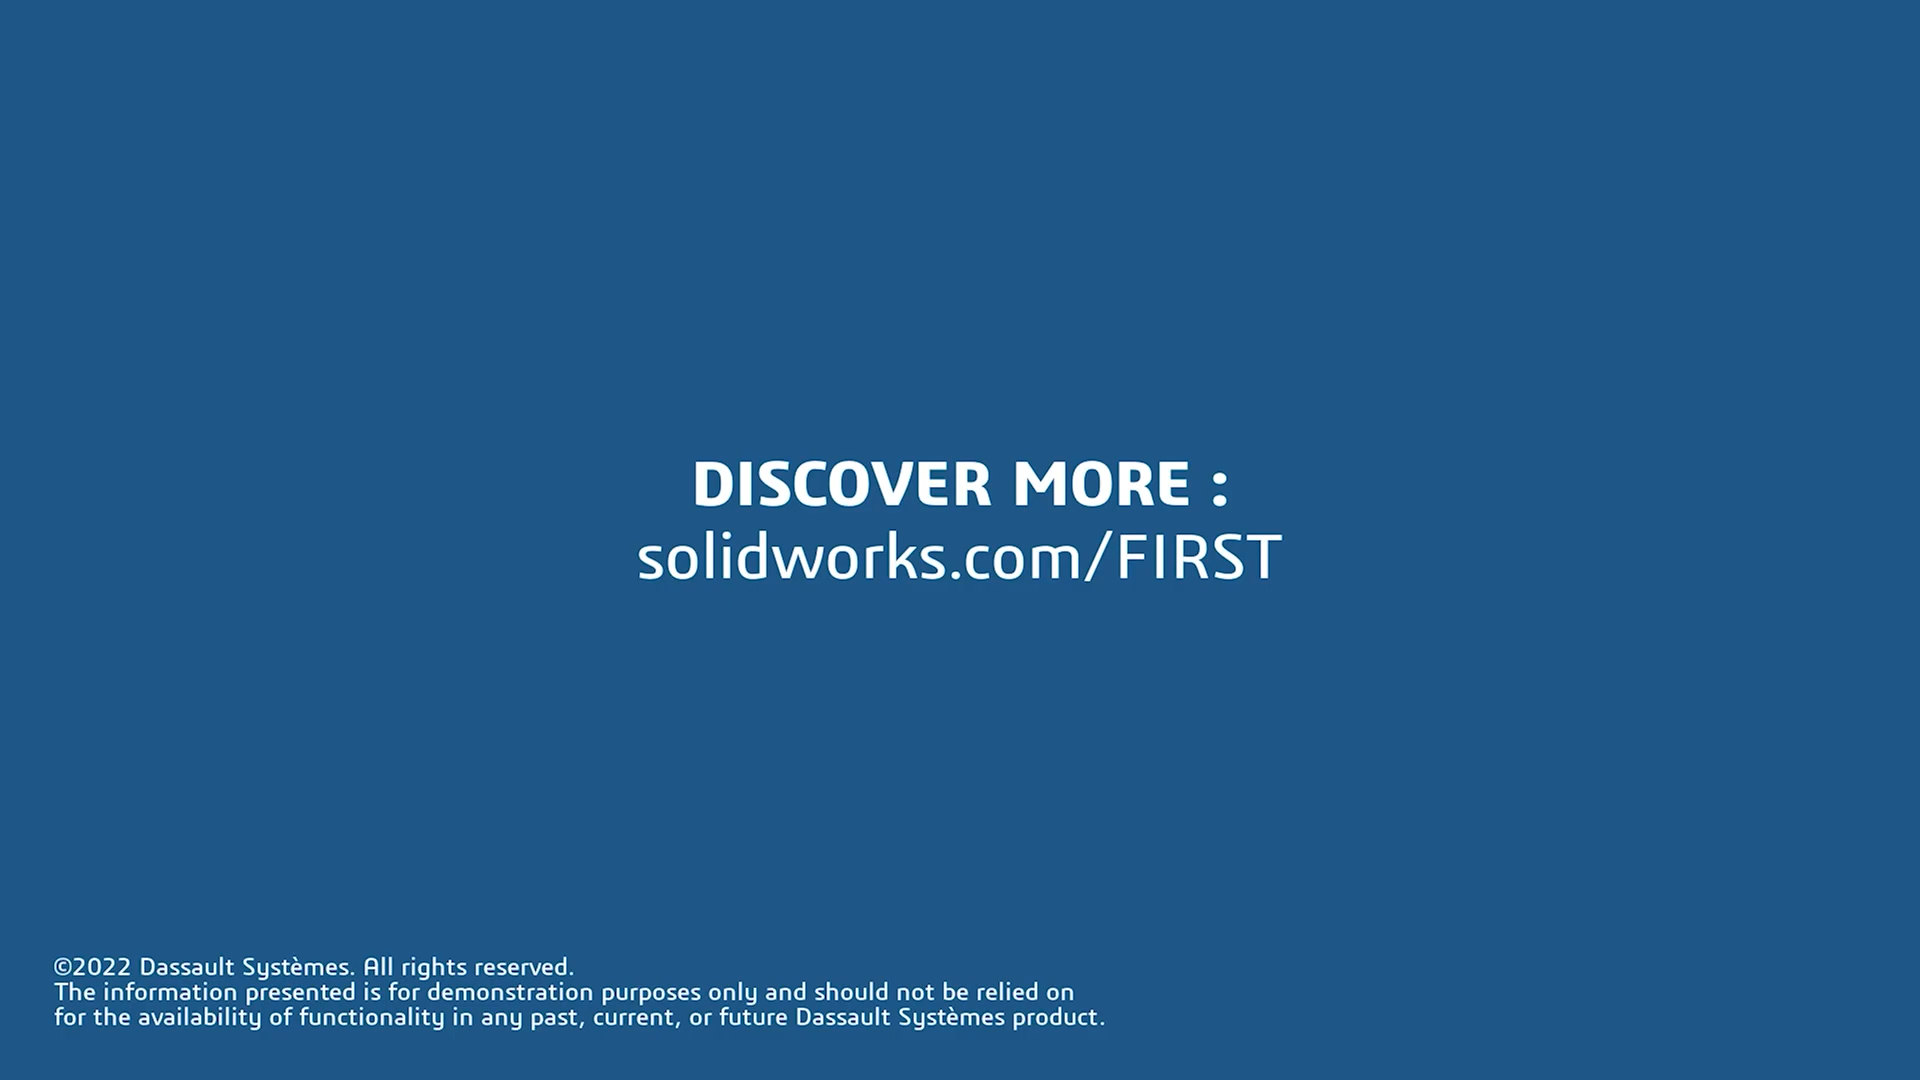 DISCOVER MORE :
solidworks.com/FIRST
©2022 Dassault Systèmes. All rights reserved.
The information presented is for demonstration purposes only and should not be relied on
for the availability of functionality in any past, current, or future Dassault Systèmes product.